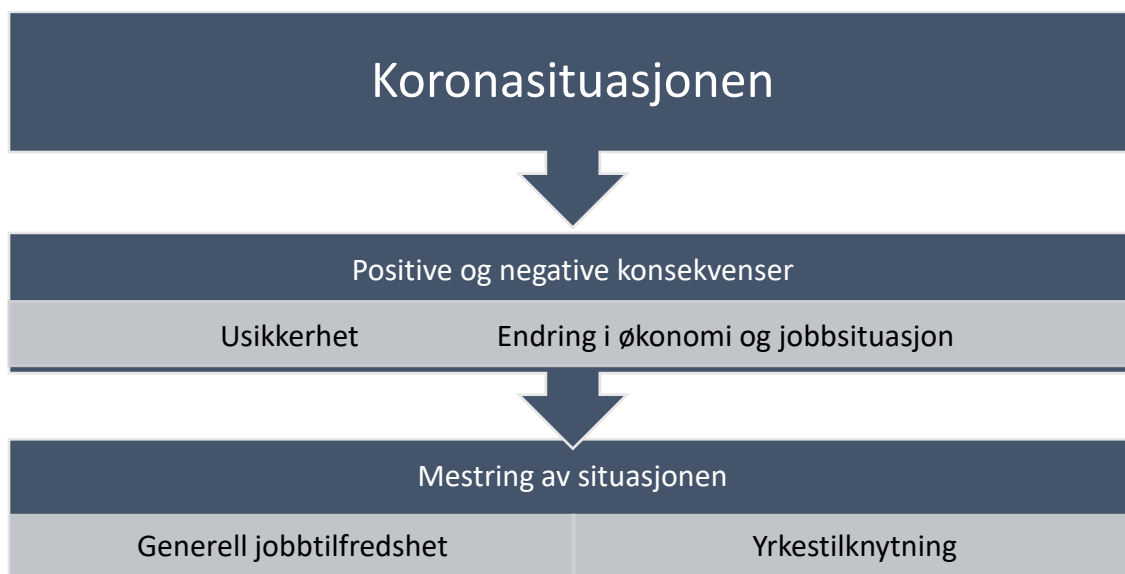 Koronasituasjonen
Positive og negative konsekvenser
Usikkerhet Endring i økonomi og jobbsituasjon
Mestring av situasjonen
Generell jobbtilfredshet Yrkestilknytning